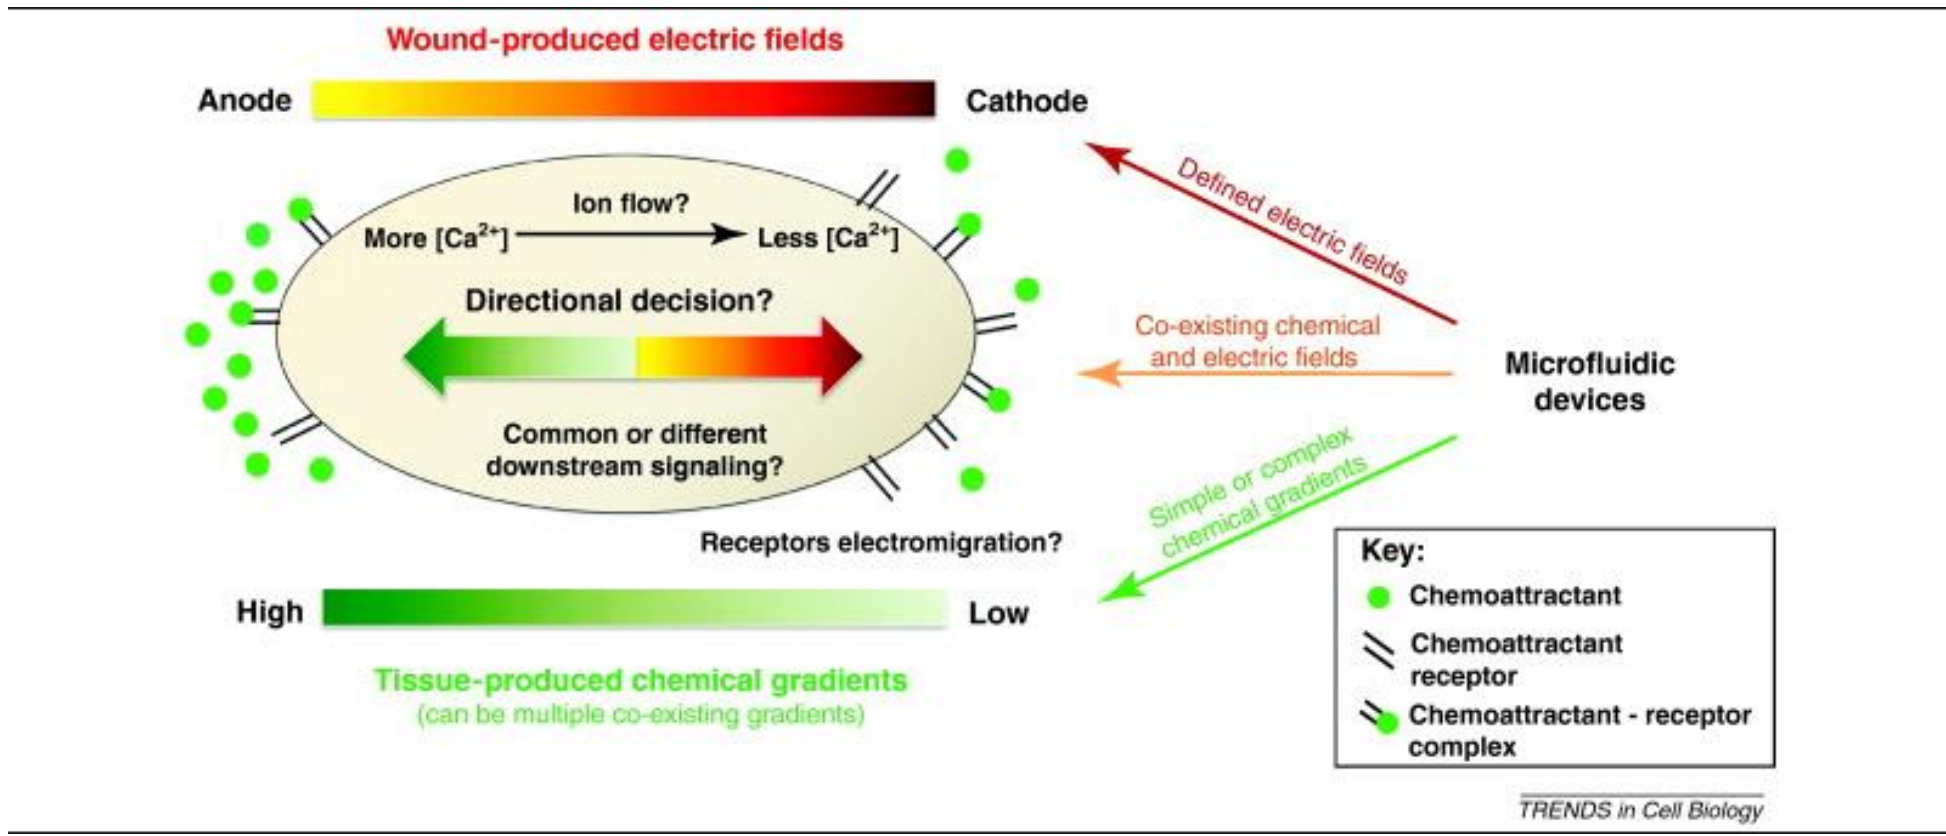 Wound-produced electric fields
Anode
Cathode
Ion flow?
More [Ca²⁺]
Less [Ca²⁺]
Directional decision?
Common or different
downstream signaling?
Receptors electromigration?
High
Low
Tissue-produced chemical gradients
(can be multiple co-existing gradients)
Defined electric fields
Co-existing chemical
and electric fields
Simple or complex
chemical gradients
Microfluidic
devices
Key:
Chemoattractant
Chemoattractant
receptor
Chemoattractant - receptor
complex
TRENDS in Cell Biology